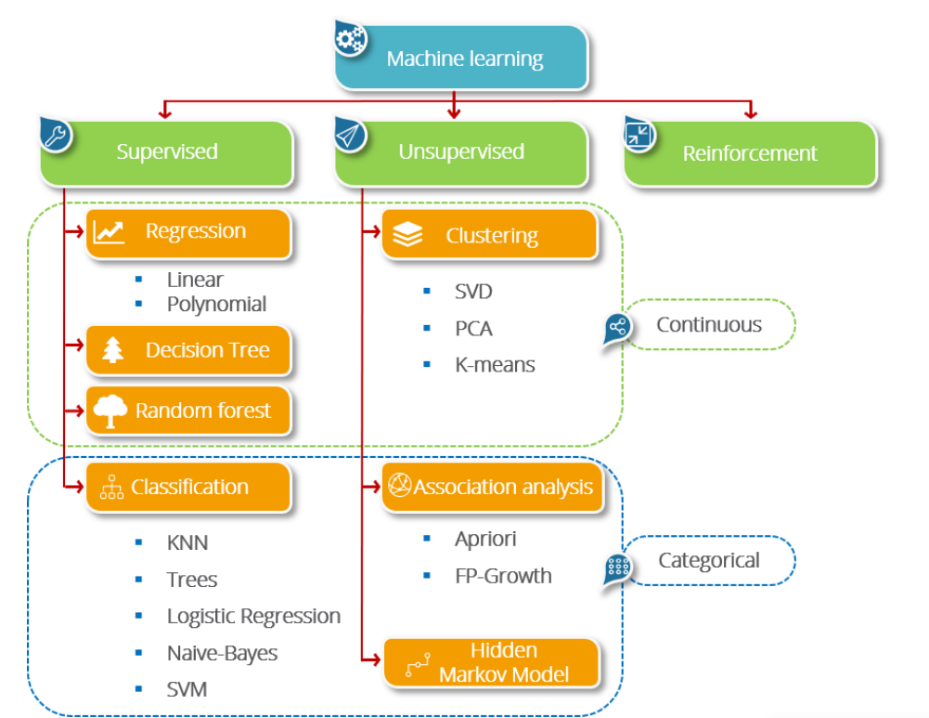 Machine learning
Supervised
Unsupervised
Reinforcement
Regression
Linear
Polynomial
Decision Tree
Random forest
Clustering
SVD
PCA
K-means
Continuous
Classification
KNN
Trees
Logistic Regression
Naive-Bayes
SVM
Association analysis
Apriori
FP-Growth
Hidden
Markov Model
Categorical